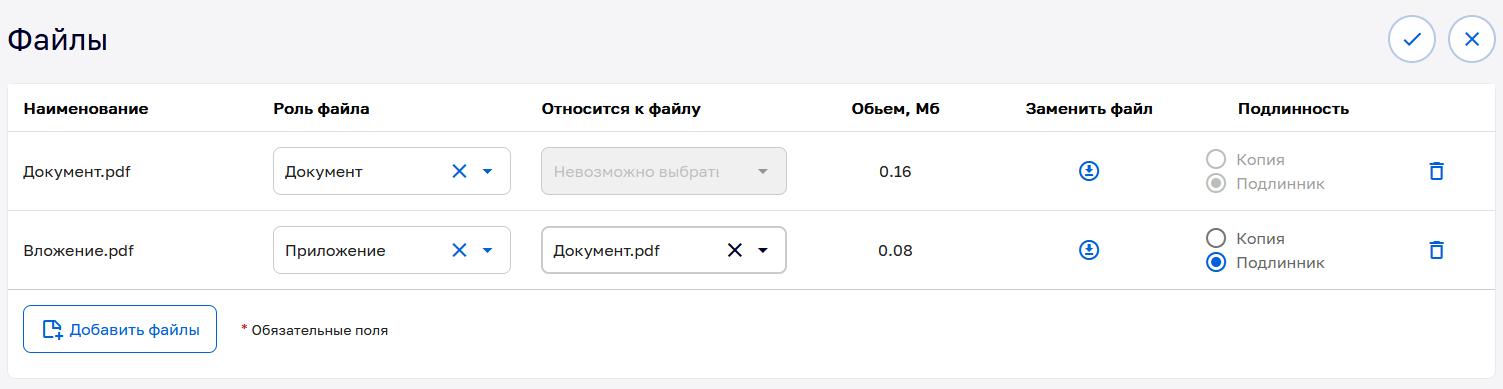 Файлы
Наименование Роль файла Относится к файлу Обьем, Мб Заменить файл Подлинность
Документ.pdf Документ Невозможно выбрать 0.16 Копия
Подлинник
Вложение.pdf Приложение Документ.pdf 0.08 Копия
Подлинник
Добавить файлы * Обязательные поля